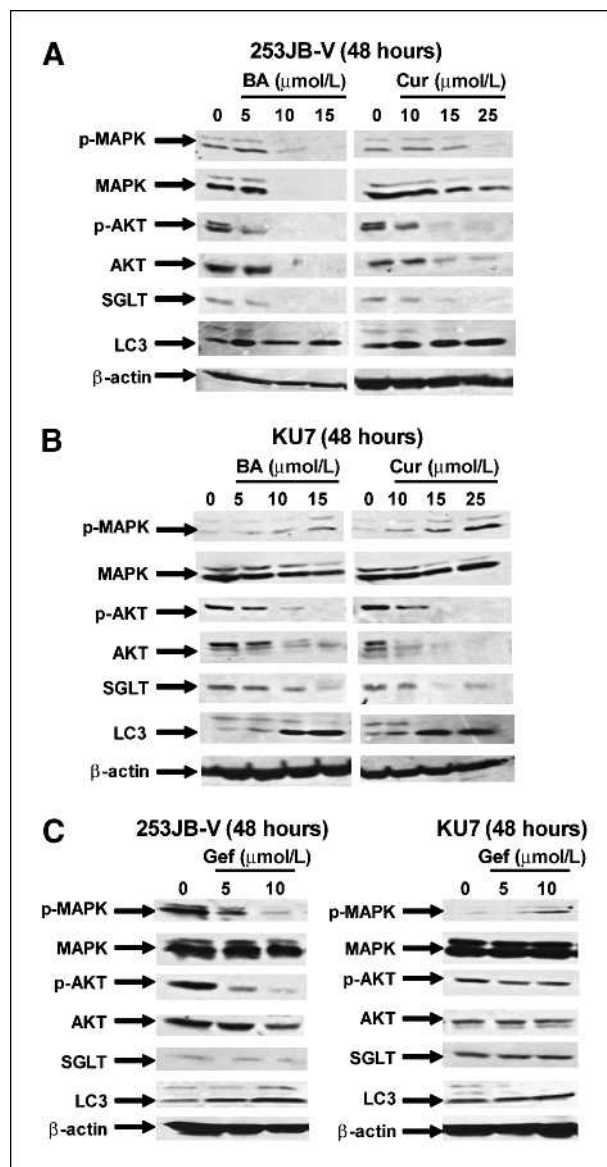 A
253JB-V (48 hours)
BA (μmol/L) Cur (μmol/L)
0 5 10 15 0 10 15 25
p-MAPK
MAPK
p-AKT
AKT
SGLT
LC3
β-actin
B
KU7 (48 hours)
BA (μmol/L) Cur (μmol/L)
0 5 10 15 0 10 15 25
p-MAPK
MAPK
p-AKT
AKT
SGLT
LC3
β-actin
C
253JB-V (48 hours) KU7 (48 hours)
Gef (μmol/L) Gef (μmol/L)
0 5 10 0 5 10
p-MAPK p-MAPK
MAPK MAPK
p-AKT p-AKT
AKT AKT
SGLT SGLT
LC3 LC3
β-actin β-actin